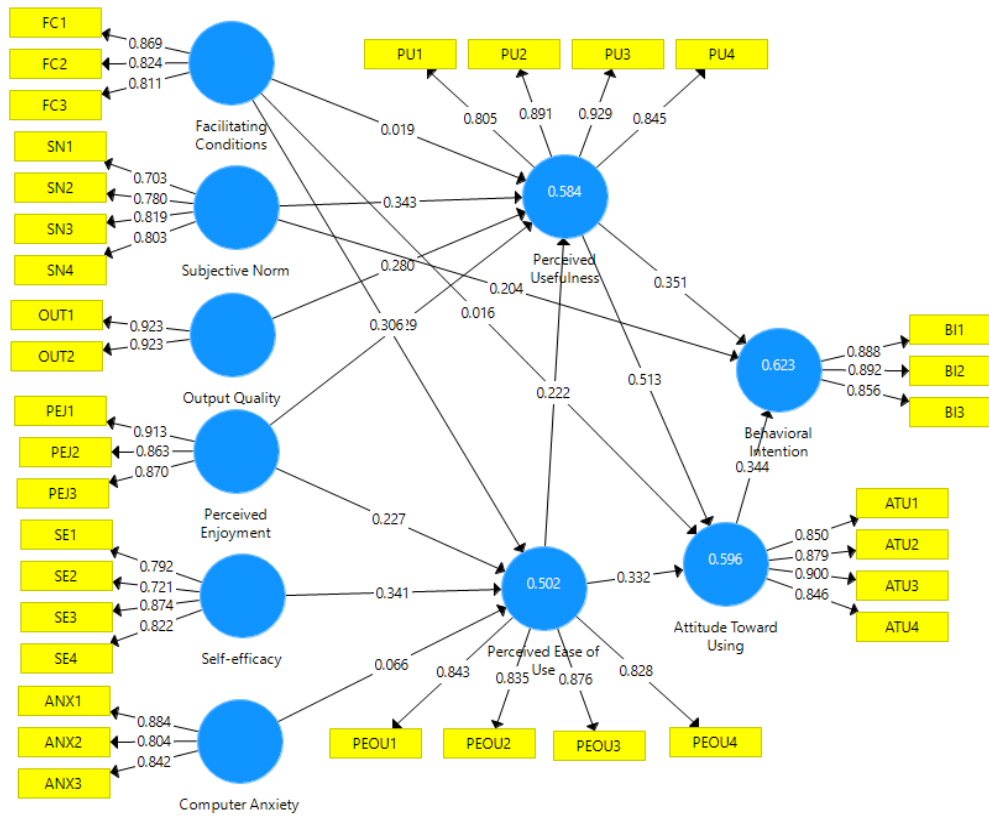 FC1
FC2
FC3
0.869
0.824
0.811
Facilitating
Conditions
SN1
SN2
SN3
SN4
0.703
0.780
0.819
0.803
Subjective Norm
OUT1
OUT2
0.923
0.923
Output Quality
PEJ1
PEJ2
PEJ3
0.913
0.863
0.870
Perceived
Enjoyment
SE1
SE2
SE3
SE4
0.792
0.721
0.874
0.822
Self-efficacy
ANX1
ANX2
ANX3
0.884
0.804
0.842
Computer Anxiety
PU1
PU2
PU3
PU4
0.805
0.891
0.929
0.845
0.584
Perceived
Usefulness
0.019
0.343
0.280
0.204
0.016
0.306
0.222
0.227
0.341
0.066
0.351
0.513
0.344
0.332
0.502
Perceived Ease of
Use
0.843
0.835
0.876
0.828
PEOU1
PEOU2
PEOU3
PEOU4
0.623
Behavioral
Intention
0.888
0.892
0.856
BI1
BI2
BI3
0.596
Attitude Toward
Using
0.850
0.879
0.900
0.846
ATU1
ATU2
ATU3
ATU4